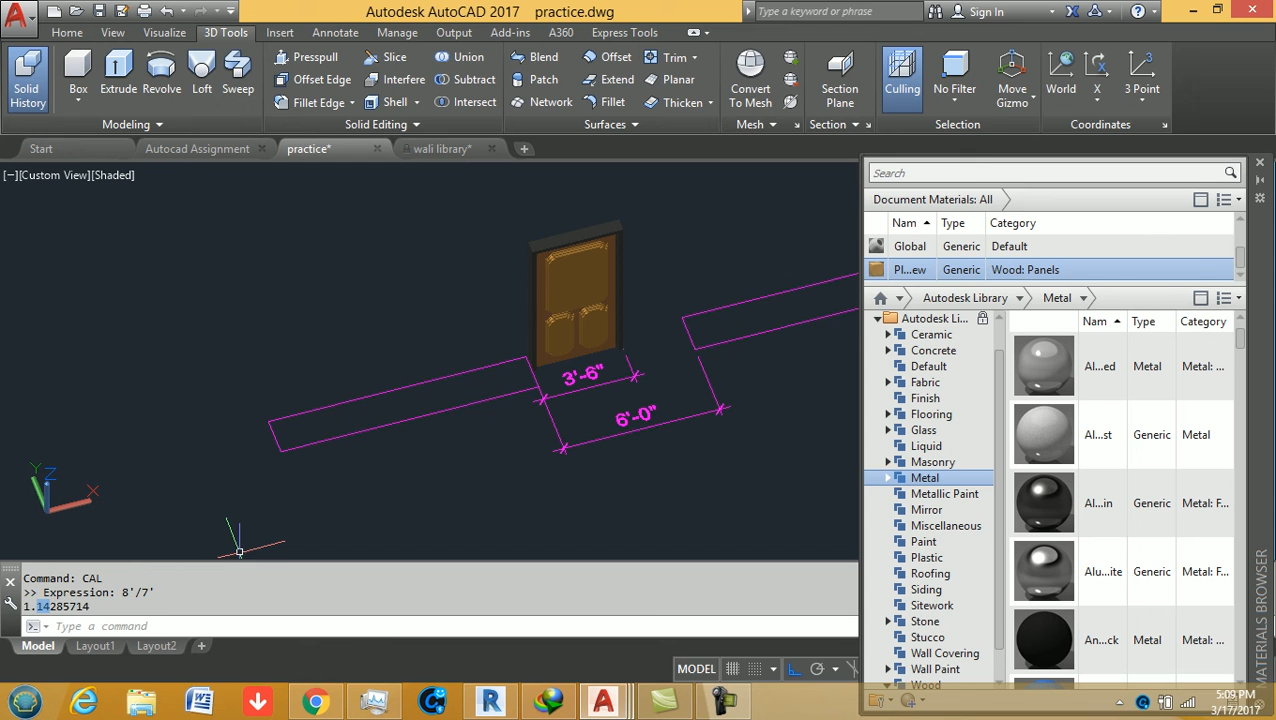 Autodesk AutoCAD 2017 practice.dwg
Type a keyword or phrase
Sign In
Home View Visualize 3D Tools Insert Annotate Manage Output Add-ins A360 Express Tools
Solid History
Box
Extrude
Revolve
Loft
Sweep
Presspull
Offset Edge
Fillet Edge
Slice
Interfere
Shell
Union
Subtract
Intersect
Blend
Patch
Network
Offset
Extend
Fillet
Trim
Planar
Thicken
Convert To Mesh
Section Plane
Culling
No Filter
Move Gizmo
World
X
3 Point
Modeling
Solid Editing
Surfaces
Mesh
Section
Selection
Coordinates
Start
Autocad Assignment
practice*
wall library*
[−][Custom View][Shaded]
3'-6"
6'-0"
Y
Z
X
Command: CAL
>> Expression: 8'/7'
1.14285714
Type a command
Model Layout1 Layout2
MODEL
Search
Document Materials: All
Nam Type Category
Global Generic Default
Pl...ew Generic Wood: Panels
Autodesk Library Metal
Autodesk Li...
Ceramic
Concrete
Default
Fabric
Finish
Flooring
Glass
Liquid
Masonry
Metal
Metallic Paint
Mirror
Miscellaneous
Paint
Plastic
Roofing
Siding
Sitework
Stone
Stucco
Wall Covering
Wall Paint
Wood
Nam Type Category
Al...ed Metal Metal: ...
Al...st Generic Metal
Al...in Generic Metal: F...
Alu...ite Generic Metal: F...
An...ck Metal Metal: ...
MATERIALS BROWSER
5:09 PM
3/17/2017